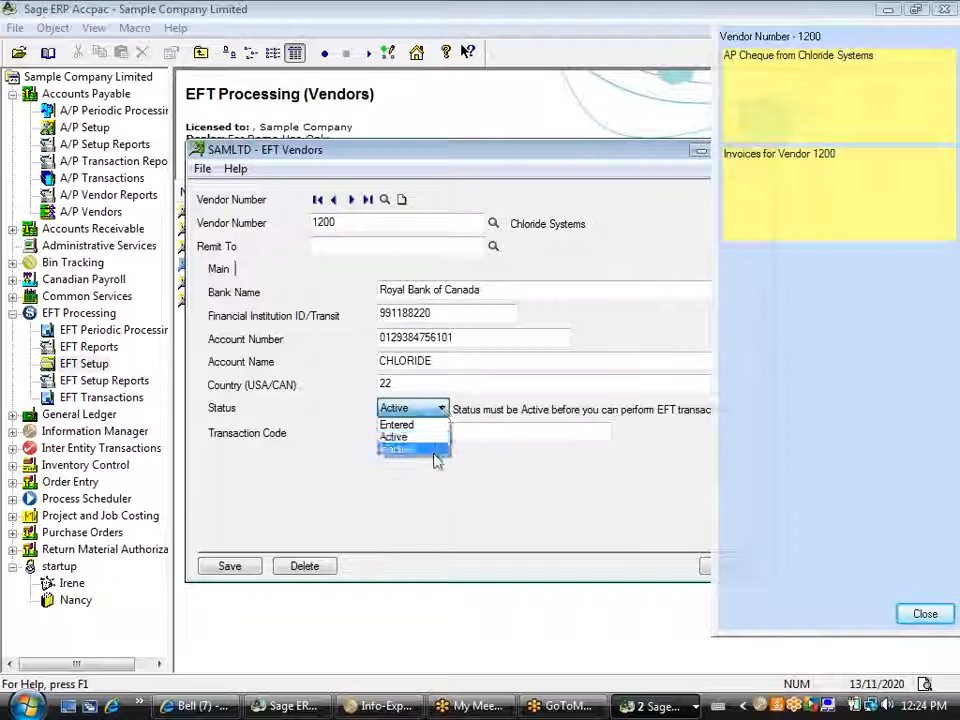 Sage ERP Accpac - Sample Company Limited
File Object View Macro Help
Sample Company Limited
Accounts Payable
A/P Periodic Processin
A/P Setup
A/P Setup Reports
A/P Transaction Repo
A/P Transactions
A/P Vendor Reports
A/P Vendors
Accounts Receivable
Administrative Services
Bin Tracking
Canadian Payroll
Common Services
EFT Processing
EFT Periodic Processin
EFT Reports
EFT Setup
EFT Setup Reports
EFT Transactions
General Ledger
Information Manager
Inter Entity Transactions
Inventory Control
Order Entry
Process Scheduler
Project and Job Costing
Purchase Orders
Return Material Authoriza
startup
Irene
Nancy
EFT Processing (Vendors)
Licensed to: , Sample Company
SAMLTD - EFT Vendors
File Help
Vendor Number
Vendor Number 1200 Chloride Systems
Remit To
Main
Bank Name Royal Bank of Canada
Financial Institution ID/Transit 991188220
Account Number 0129384756101
Account Name CHLORIDE
Country (USA/CAN) 22
Status Active Status must be Active before you can perform EFT transac
Entered
Active
Transaction Code
Save Delete
Vendor Number - 1200
AP Cheque from Chloride Systems
Invoices for Vendor 1200
Close
For Help, press F1 NUM 13/11/2020
Bell (7) - ... Sage ER... Info-Exp... My Mee... GoToM... 2 Sage... 12:24 PM